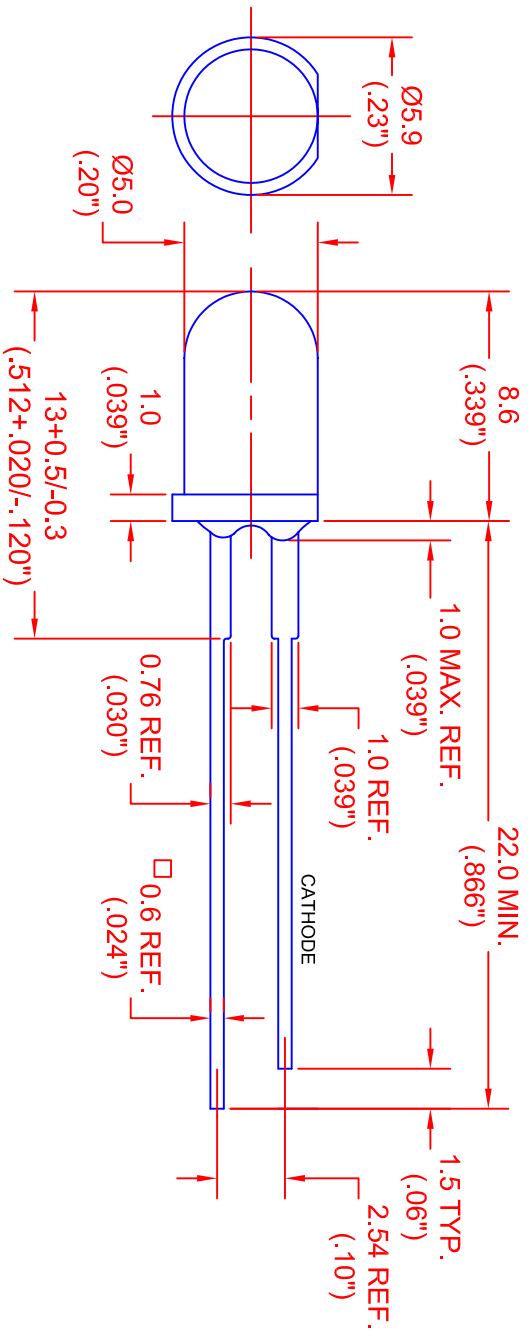 Ø5.9
(.23")
Ø5.0
(.20")
8.6
(.339")
1.0
(.039")
13+0.5/-0.3
(.512+.020/-.120")
1.0 MAX. REF.
(.039")
22.0 MIN.
(.866")
1.0 REF.
(.039")
0.76 REF.
(.030")
CATHODE
□ 0.6 REF.
(.024")
1.5 TYP.
(.06")
2.54 REF.
(.10")